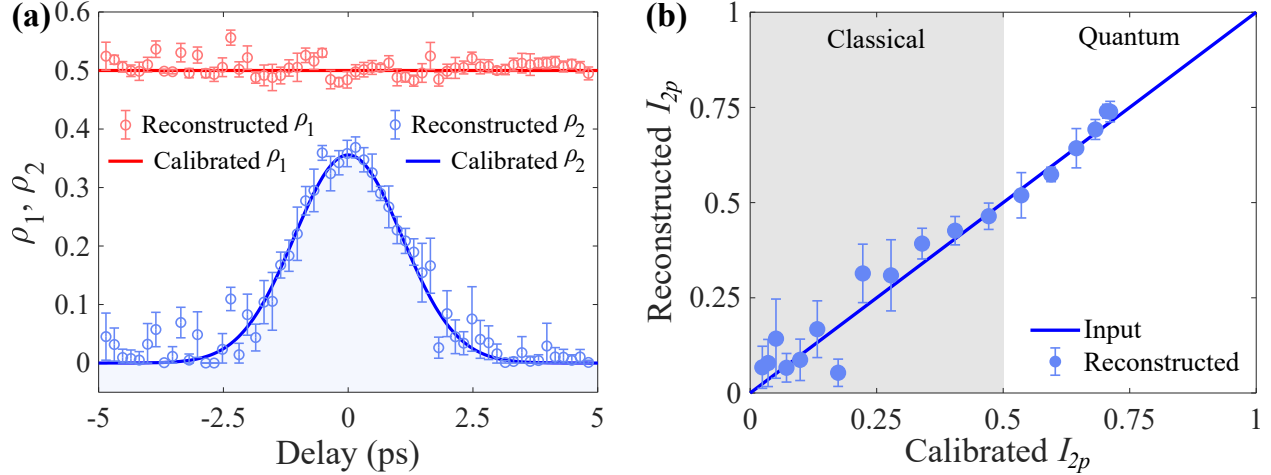 (a)
0.6
0.5
0.4
0.3
0.2
0.1
0
ρ1, ρ2
Reconstructed ρ1
Reconstructed ρ2
Calibrated ρ1
Calibrated ρ2
-5
-2.5
0
2.5
5
Delay (ps)
(b)
1
0.75
0.5
0.25
0
Reconstructed I2p
Classical
Quantum
Input
Reconstructed
0
0.25
0.5
0.75
1
Calibrated I2p